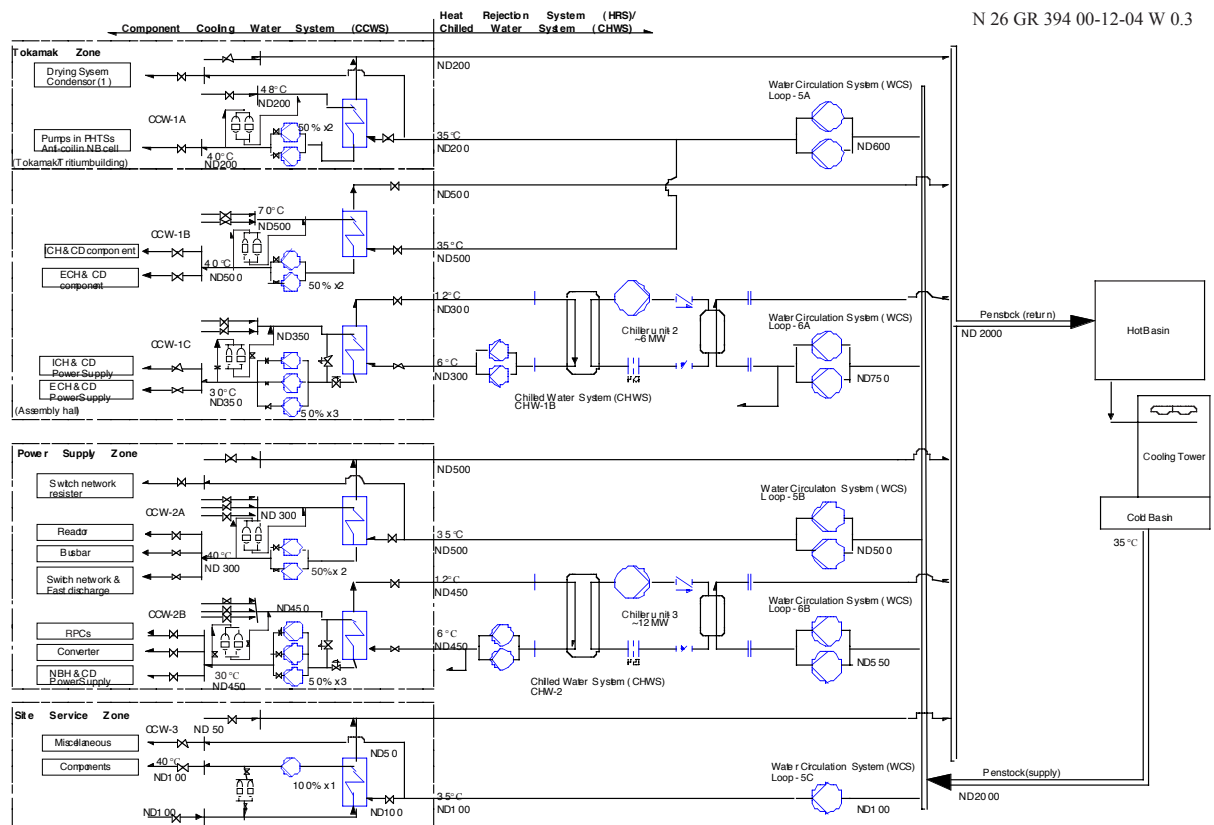 N 26 GR 394 00-12-04 W 0.3
Heat Rejection System (HRS)/
Component Cooling Water System (CCWS)
Chilled Water System (CHWS)
Tokamak Zone
Drying Sysem
Condensor (1)
ND200
48°C
ND200
Water Circulation System (WCS)
Loop - 5A
CCW-1A
50% x2
Pumps in PHTSs
Anti-coil in NB cell
40°C
ND200
35°C
ND200
ND600
(Tokamak/Tritium building)
ND500
70°C
ND500
CCW-1B
ICH & CD component
ECH & CD
component
40°C
ND500
50% x2
35°C
ND500
12°C
ND300
Water Circulation System (WCS)
Loop - 6A
Penstock (return)
ND 2000
Hot Basin
ND350
Chiller unit- 2
~6 MW
CCW-1C
ICH & CD
Power Supply
ECH & CD
Power Supply
30°C
ND350
50% x3
6°C
ND300
ND750
(Assembly hall)
Chilled Water System (CHWS)
CHW-1B
Cooling Tower
Power Supply Zone
ND500
Switch network
resister
Water Circulaton System (WCS)
Loop - 5B
CCW-2A
ND 300
Cold Basin
Reador
Busbar
Switch network &
Fast discharge
40°C
ND 300
50% x 2
35°C
ND500
ND500
35°C
12°C
ND450
Water Circulation System (WCS)
Loop - 6B
CCW-2B
ND450
Chiller unit- 3
~12 MW
RPCs
Converter
NBH & CD
Power Supply
30°C
ND450
50% x3
6°C
ND450
ND550
Chilled Water System (CHWS)
CHW-2
Site Service Zone
CCW-3
ND 50
Miscellaneous
ND50
Components
40°C
ND100
100% x1
Water Circulation System (WCS)
Loop - 5C
Penstock(supply)
ND2000
ND100
ND100
35°C
ND100
ND100